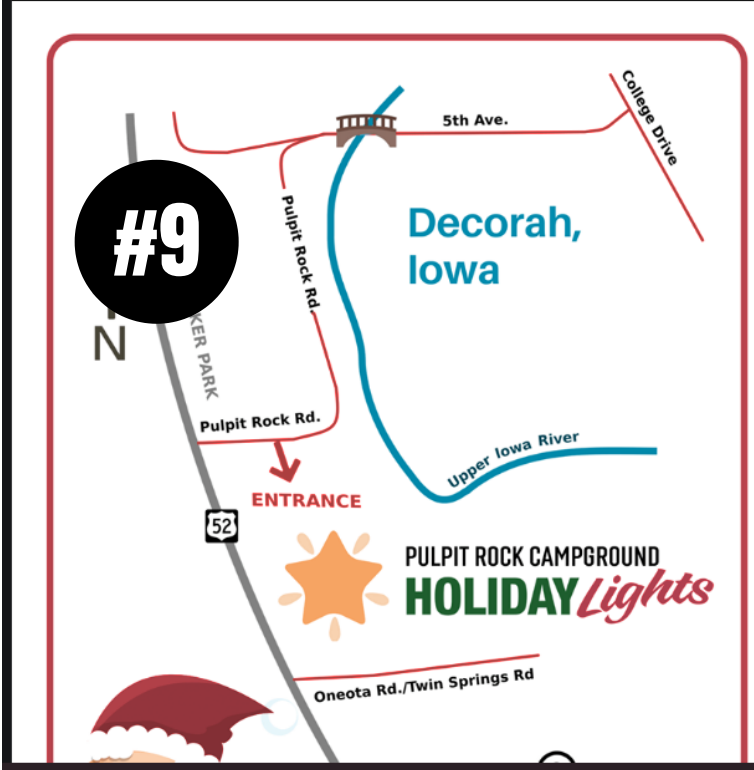 College Drive
5th Ave.
#9
Decorah,
Iowa
Pulpit Rock Rd.
N
KER PARK
Pulpit Rock Rd.
Upper Iowa River
ENTRANCE
52
PULPIT ROCK CAMPGROUND
HOLIDAY Lights
Oneota Rd./Twin Springs Rd